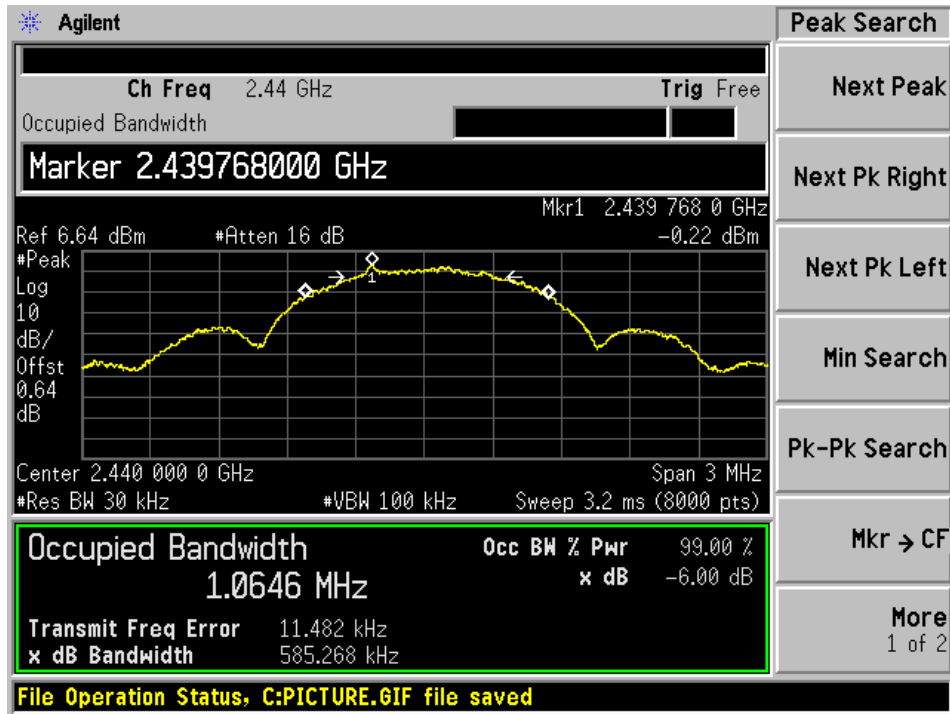 Agilent
Peak Search
Ch Freq 2.44 GHz Trig Free
Occupied Bandwidth
Marker 2.439768000 GHz
Mkr1 2.439 768 0 GHz
Ref 6.64 dBm #Atten 16 dB -0.22 dBm
#Peak
Log
10
dB/
Offst
0.64
dB
1
Center 2.440 000 0 GHz Span 3 MHz
#Res BW 30 kHz #VBW 100 kHz Sweep 3.2 ms (8000 pts)
Occupied Bandwidth Occ BW % Pwr 99.00 %
1.0646 MHz x dB -6.00 dB
Transmit Freq Error 11.482 kHz
x dB Bandwidth 585.268 kHz
File Operation Status, C:PICTURE.GIF file saved
Next Peak
Next Pk Right
Next Pk Left
Min Search
Pk-Pk Search
Mkr → CF
More
1 of 2